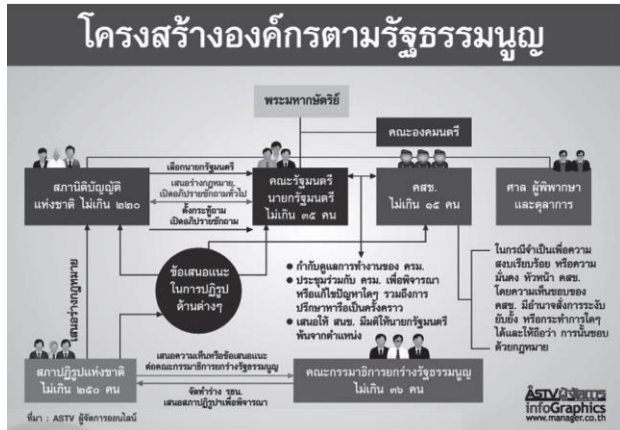 โครงสร้างองค์กรตามรัฐธรรมนูญ
พระมหากษัตริย์
คณะองคมนตรี
สภานิติบัญญัติ
แห่งชาติ ไม่เกิน ๒๒๐
เลือกนายกรัฐมนตรี
เสนอร่างกฎหมาย,
เปิดอภิปรายซักถามทั่วไป
ตั้งกระทู้ถาม
เปิดอภิปรายซักถาม
คณะรัฐมนตรี
นายกรัฐมนตรี
ไม่เกิน ๓๕ คน
คสช.
ไม่เกิน ๑๕ คน
ศาล ผู้พิพากษา
และตุลาการ
เสนอร่างกฎหมาย
ข้อเสนอแนะ
ในการปฏิรูป
ด้านต่างๆ
● กำกับดูแลการทำงานของ ครม.
● ประชุมร่วมกับ ครม. เพื่อพิจารณา
หรือแก้ไขปัญหาใดๆ รวมถึงการ
ปรึกษาหารือเป็นครั้งคราว
● เสนอให้ สนช. มีมติให้นายกรัฐมนตรี
พ้นจากตำแหน่ง
ในกรณีจำเป็นเพื่อความ
สงบเรียบร้อย หรือความ
มั่นคง หัวหน้า คสช.
โดยความเห็นชอบของ
คสช. มีอำนาจสั่งการระงับ
ยับยั้ง หรือกระทำการใดๆ
ได้และให้ถือว่า การนั้นชอบ
ด้วยกฎหมาย
สภาปฏิรูปแห่งชาติ
ไม่เกิน ๒๕๐ คน
เสนอความเห็นหรือข้อเสนอแนะ
ต่อคณะกรรมาธิการยกร่างรัฐธรรมนูญ
จัดทำร่าง รธน.
เสนอสภาปฏิรูปฯเพื่อพิจารณา
คณะกรรมาธิการยกร่างรัฐธรรมนูญ
ไม่เกิน ๓๖ คน
ที่มา : ASTV ผู้จัดการออนไลน์
ASTVผู้จัดการ
infoGraphics
www.manager.co.th